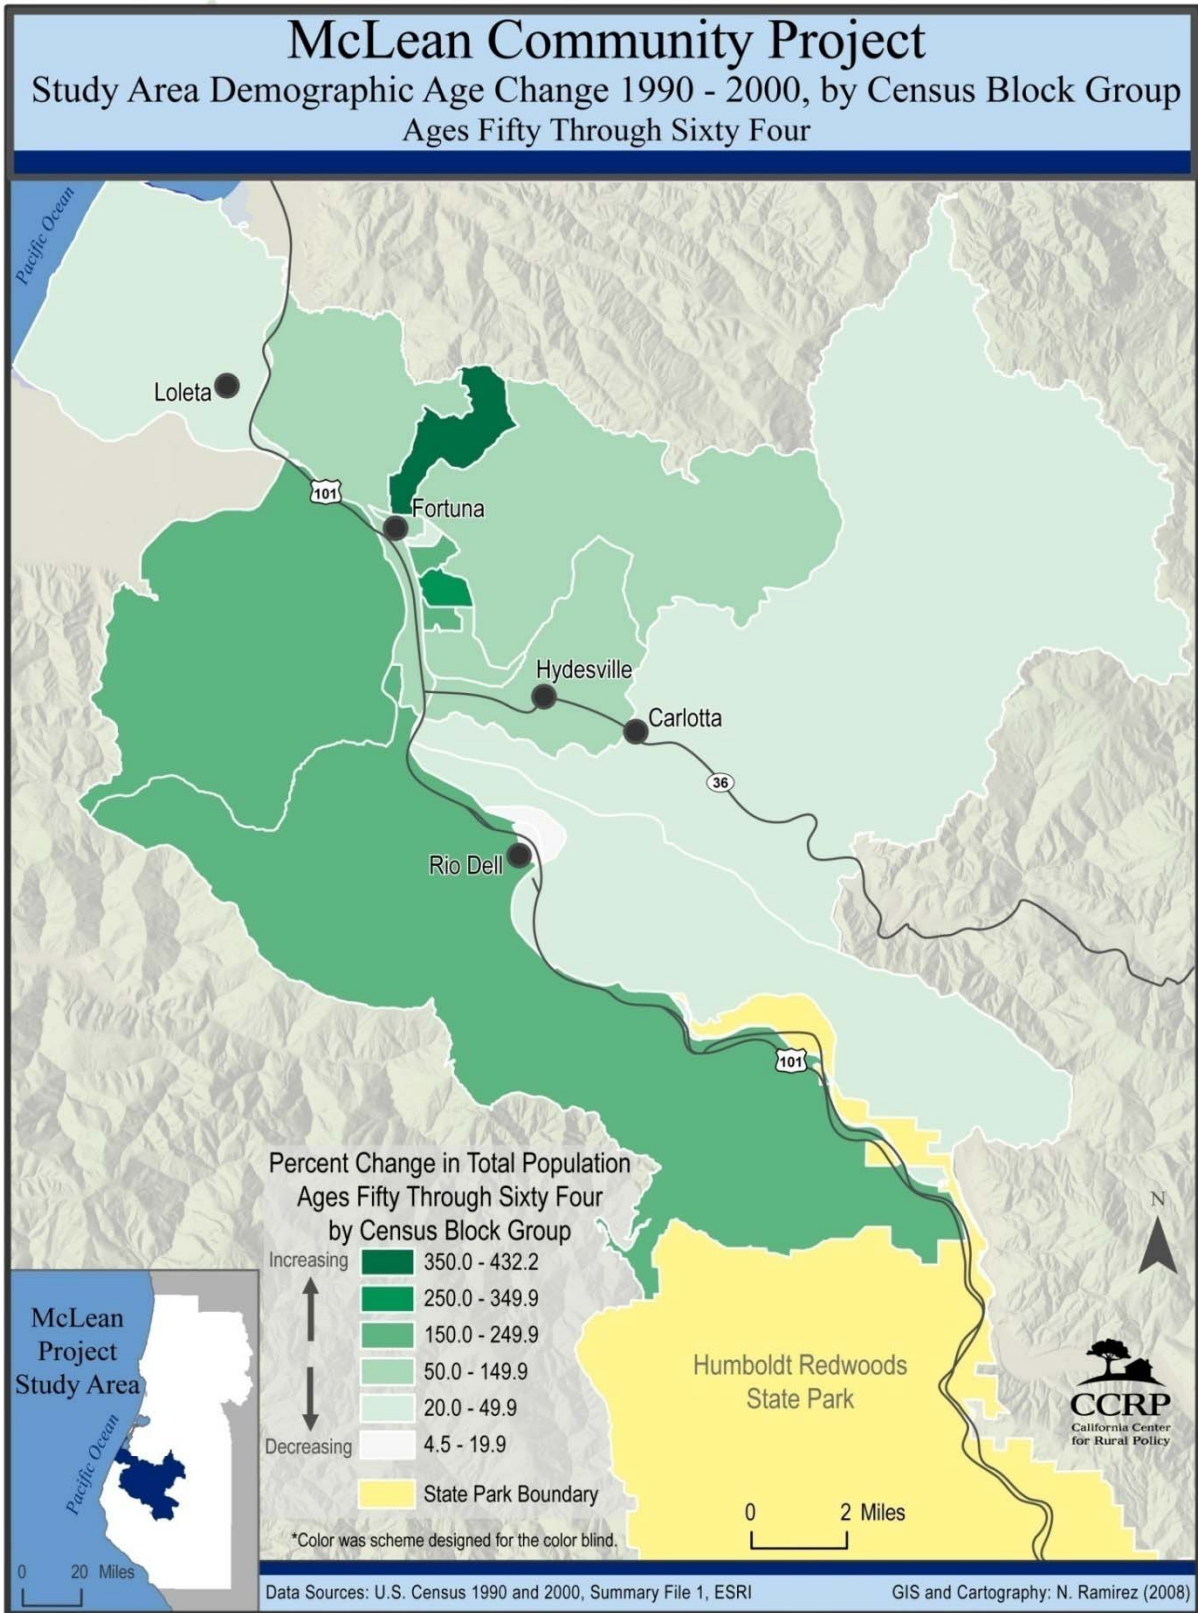 McLean Community Project
Study Area Demographic Age Change 1990 - 2000, by Census Block Group
Ages Fifty Through Sixty Four
Pacific Ocean
Loleta
101
Fortuna
Hydesville
Carlotta
36
Rio Dell
101
Percent Change in Total Population
Ages Fifty Through Sixty Four
by Census Block Group
Increasing
350.0 - 432.2
250.0 - 349.9
150.0 - 249.9
50.0 - 149.9
20.0 - 49.9
Decreasing
4.5 - 19.9
State Park Boundary
*Color was scheme designed for the color blind.
Humboldt Redwoods
State Park
0 2 Miles
N
CCRP
California Center
for Rural Policy
McLean
Project
Study Area
Pacific Ocean
0 20 Miles
Data Sources: U.S. Census 1990 and 2000, Summary File 1, ESRI
GIS and Cartography: N. Ramirez (2008)